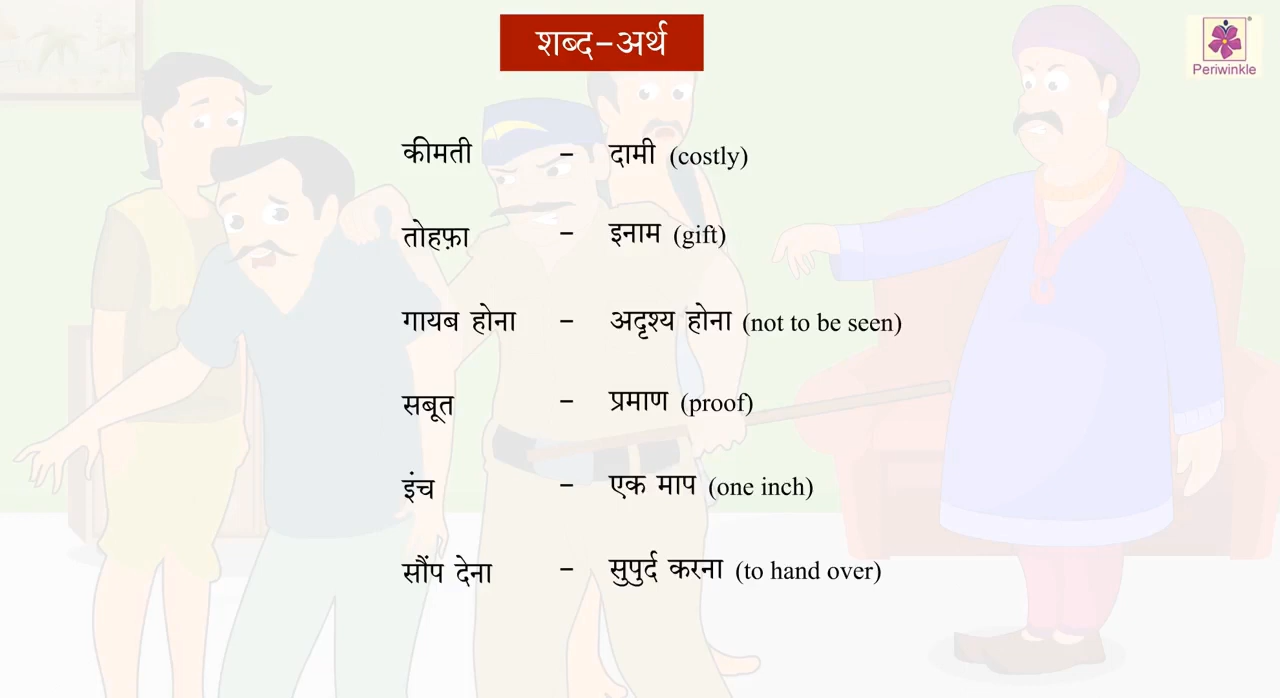 शब्द-अर्थ
Periwinkle
कीमती - दामी (costly)
तोहफ़ा - इनाम (gift)
गायब होना - अदृश्य होना (not to be seen)
सबूत - प्रमाण (proof)
इंच - एक माप (one inch)
सौंप देना - सुपुर्द करना (to hand over)